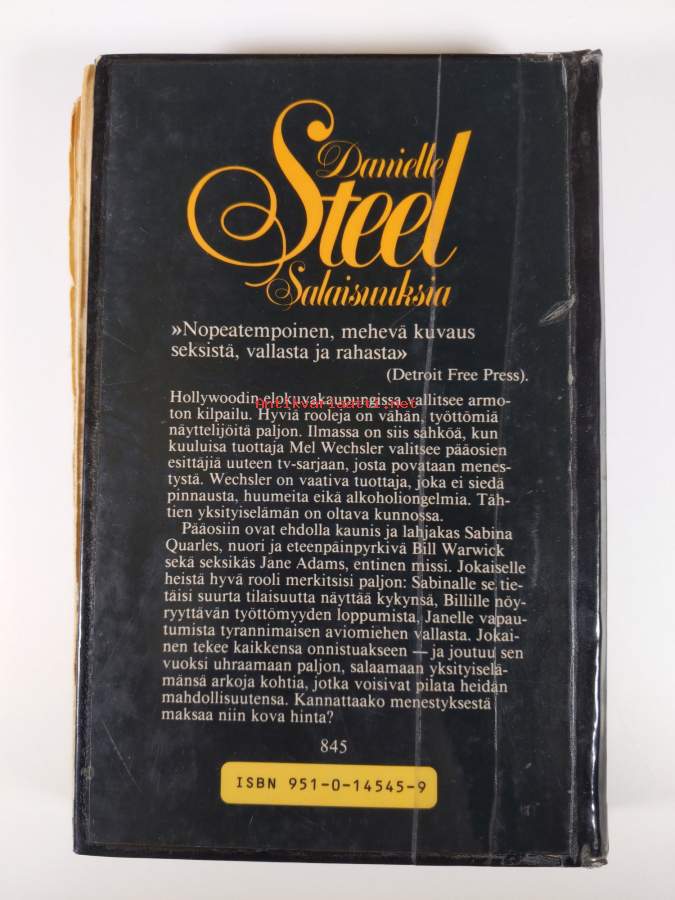 Danielle
Steel
Salaisuuksia
»Nopeatempoinen, mehevä kuvaus
seksistä, vallasta ja rahasta»
(Detroit Free Press).
Hollywoodin elokuvakaupungissa vallitsee armo-
antikvariaatti.net
ton kilpailu. Hyviä rooleja on vähän, työttömiä
näyttelijöitä paljon. Ilmassa on siis sähköä, kun
kuuluisa tuottaja Mel Wechsler valitsee pääosien
esittäjiä uuteen tv-sarjaan, josta povataan menes-
tystä. Wechsler on vaativa tuottaja, joka ei siedä
pinnausta, huumeita eikä alkoholiongelmia. Täh-
tien yksityiselämän on oltava kunnossa.
Pääosiin ovat ehdolla kaunis ja lahjakas Sabina
Quarles, nuori ja eteenpäinpyrkivä Bill Warwick
sekä seksikäs Jane Adams, entinen missi. Jokaiselle
heistä hyvä rooli merkitsisi paljon: Sabinalle se tie-
täisi suurta tilaisuutta näyttää kykynsä, Billille nöy-
ryyttävän työttömyyden loppumista, Janelle vapau-
tumista tyrannimaisen aviomiehen vallasta. Jokai-
nen tekee kaikkensa onnistuakseen — ja joutuu sen
vuoksi uhraamaan paljon, salaamaan yksityiselä-
mänsä arkoja kohtia, jotka voisivat pilata heidän
mahdollisuutensa. Kannattaako menestyksestä
maksaa niin kova hinta?
845
ISBN 951-0-14545-9